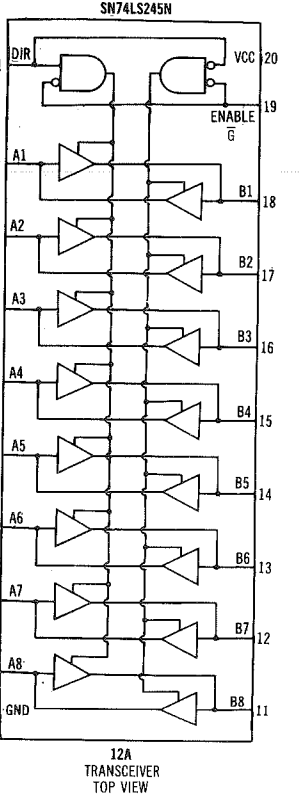 SN74LS245N
DIR
VCC 20
19
ENABLE
G
A1
B1
18
A2
B2
17
A3
B3
16
A4
B4
15
A5
B5
14
A6
B6
13
A7
B7
12
A8
B8
11
GND
12A
TRANSCEIVER
TOP VIEW